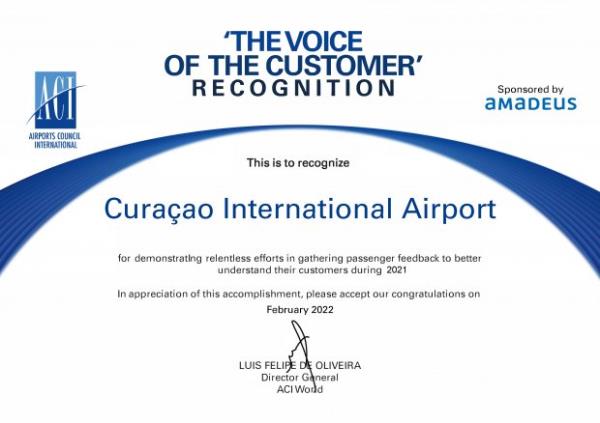 'THE VOICE
OF THE CUSTOMER'
RECOGNITION
ACI
AIRPORTS COUNCIL
INTERNATIONAL
Sponsored by
amadeus
This is to recognize
Curaçao International Airport
for demonstrating relentless efforts in gathering passenger feedback to better
understand their customers during 2021
In appreciation of this accomplishment, please accept our congratulations on
February 2022
LUIS FELIPE DE OLIVEIRA
Director General
ACI World